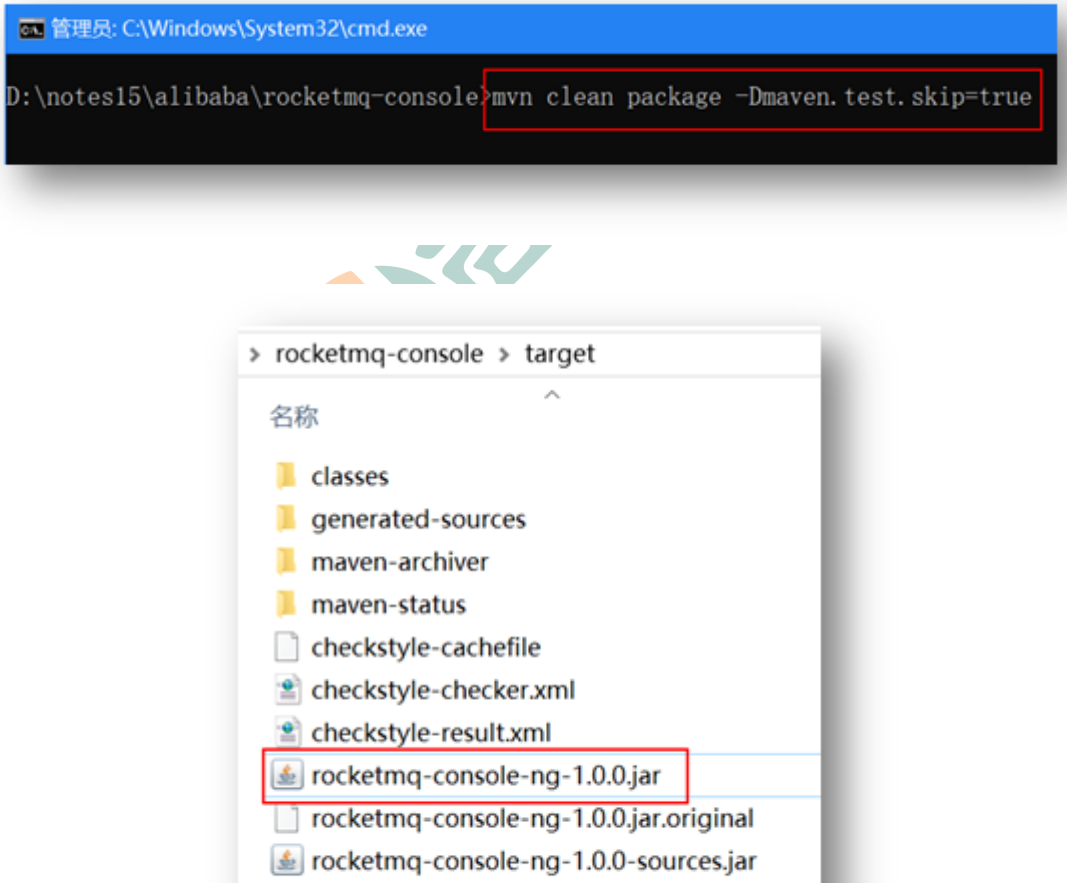 管理员: C:\Windows\System32\cmd.exe
D:\notes15\alibaba\rocketmq-console>mvn clean package -Dmaven.test.skip=true
> rocketmq-console > target
名称
classes
generated-sources
maven-archiver
maven-status
checkstyle-cachefile
checkstyle-checker.xml
checkstyle-result.xml
rocketmq-console-ng-1.0.0.jar
rocketmq-console-ng-1.0.0.jar.original
rocketmq-console-ng-1.0.0-sources.jar